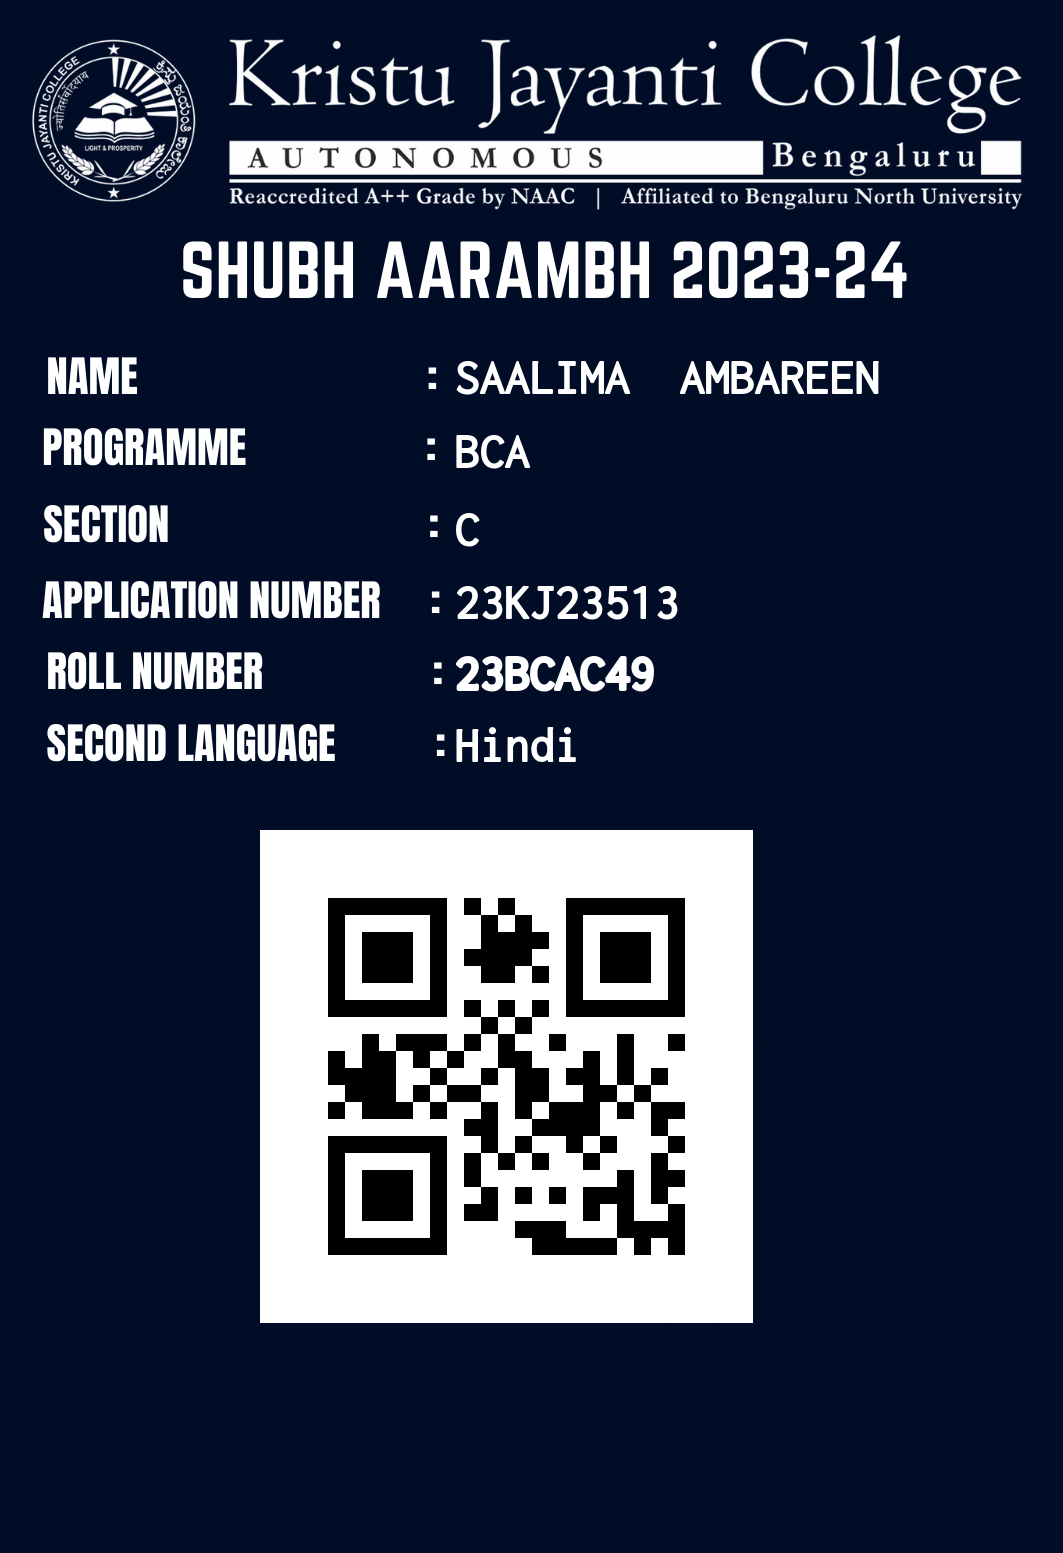 KRISTU JAYANTI COLLEGE
ಕ್ರಿಸ್ತು ಜಯಂತಿ ಕಾಲೇಜು
LIGHT & PROSPERITY
Kristu Jayanti College
AUTONOMOUS Bengaluru
Reaccredited A++ Grade by NAAC | Affiliated to Bengaluru North University
SHUBH AARAMBH 2023-24
NAME : SAALIMA AMBAREEN
PROGRAMME : BCA
SECTION : C
APPLICATION NUMBER : 23KJ23513
ROLL NUMBER : 23BCAC49
SECOND LANGUAGE : Hindi